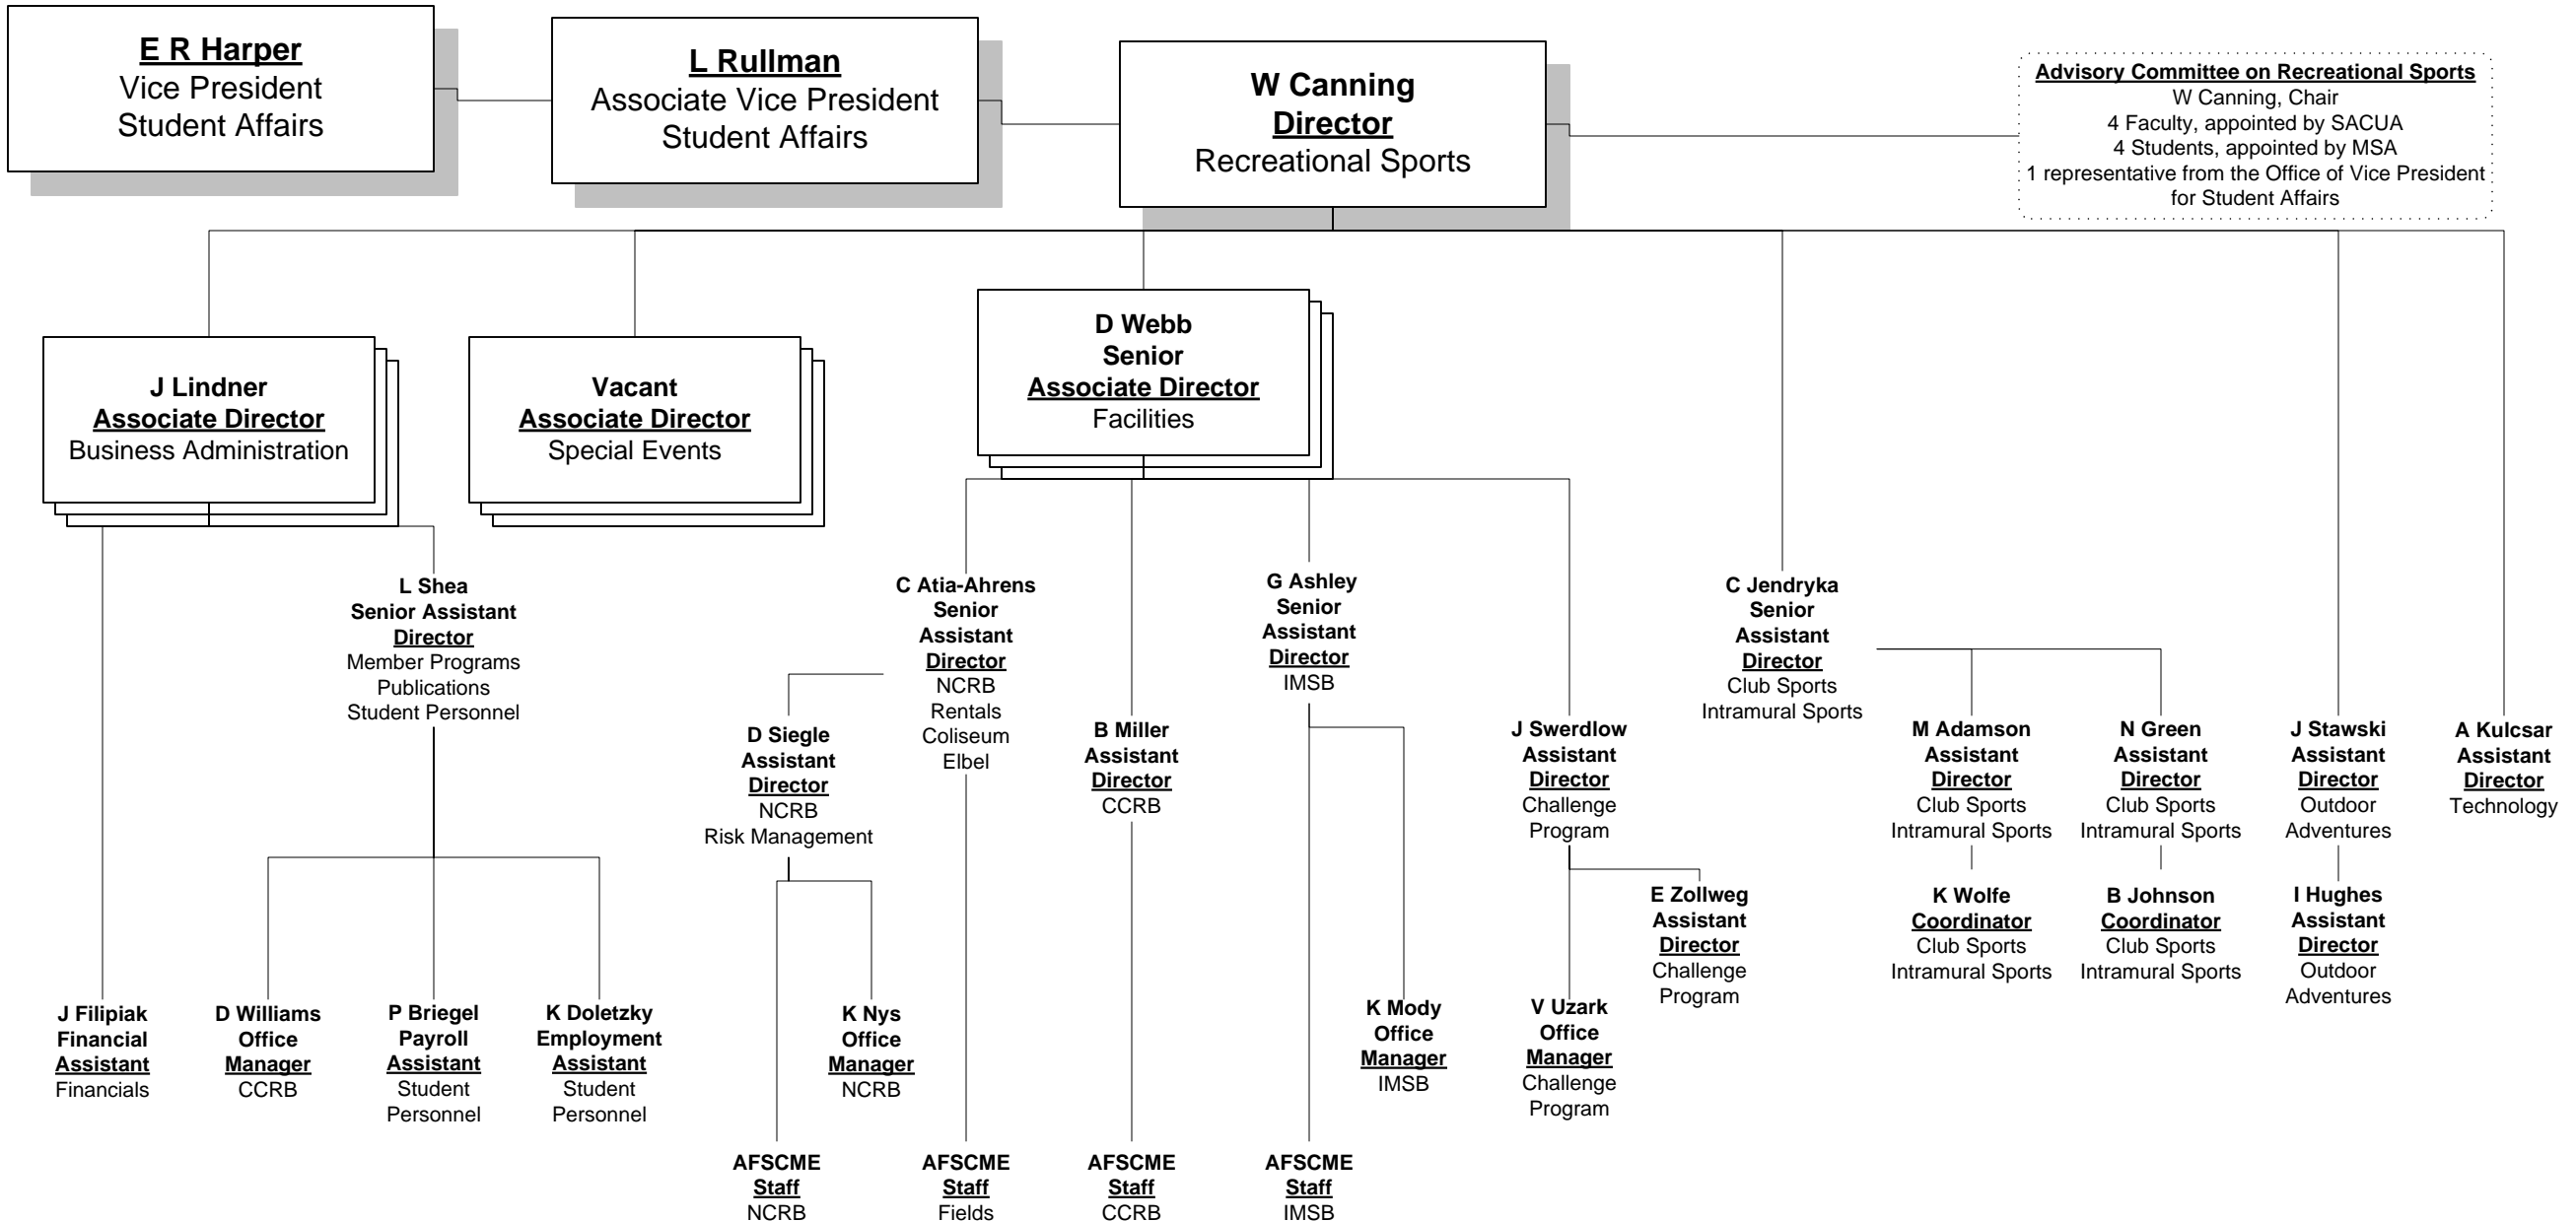 E R Harper
Vice President
Student Affairs
L Rullman
Associate Vice President
Student Affairs
W Canning
Director
Recreational Sports
Advisory Committee on Recreational Sports
W Canning, Chair
4 Faculty, appointed by SACUA
4 Students, appointed by MSA
1 representative from the Office of Vice President
for Student Affairs
J Lindner
Associate Director
Business Administration
Vacant
Associate Director
Special Events
D Webb
Senior
Associate Director
Facilities
L Shea
Senior Assistant
Director
Member Programs
Publications
Student Personnel
C Atia-Ahrens
Senior
Assistant
Director
NCRB
Rentals
Coliseum
Elbel
G Ashley
Senior
Assistant
Director
IMSB
C Jendryka
Senior
Assistant
Director
Club Sports
Intramural Sports
D Siegle
Assistant
Director
NCRB
Risk Management
B Miller
Assistant
Director
CCRB
J Swerdlow
Assistant
Director
Challenge
Program
M Adamson
Assistant
Director
Club Sports
Intramural Sports
N Green
Assistant
Director
Club Sports
Intramural Sports
J Stawski
Assistant
Director
Outdoor
Adventures
A Kulcsar
Assistant
Director
Technology
E Zollweg
Assistant
Director
Challenge
Program
K Wolfe
Coordinator
Club Sports
Intramural Sports
B Johnson
Coordinator
Club Sports
Intramural Sports
I Hughes
Assistant
Director
Outdoor
Adventures
J Filipiak
Financial
Assistant
Financials
D Williams
Office
Manager
CCRB
P Briegel
Payroll
Assistant
Student
Personnel
K Doletzky
Employment
Assistant
Student
Personnel
K Nys
Office
Manager
NCRB
K Mody
Office
Manager
IMSB
V Uzark
Office
Manager
Challenge
Program
AFSCME
Staff
NCRB
AFSCME
Staff
Fields
AFSCME
Staff
CCRB
AFSCME
Staff
IMSB